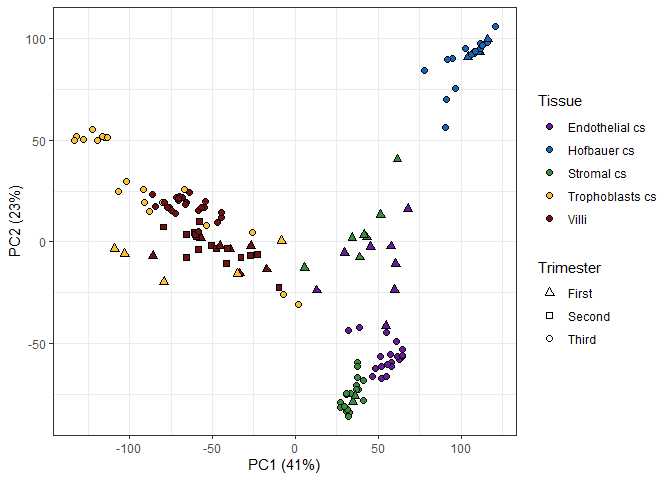 100
50
0
-50
PC2 (23%)
-100
-50
0
50
100
PC1 (41%)
Tissue
Endothelial cs
Hofbauer cs
Stromal cs
Trophoblasts cs
Villi
Trimester
First
Second
Third